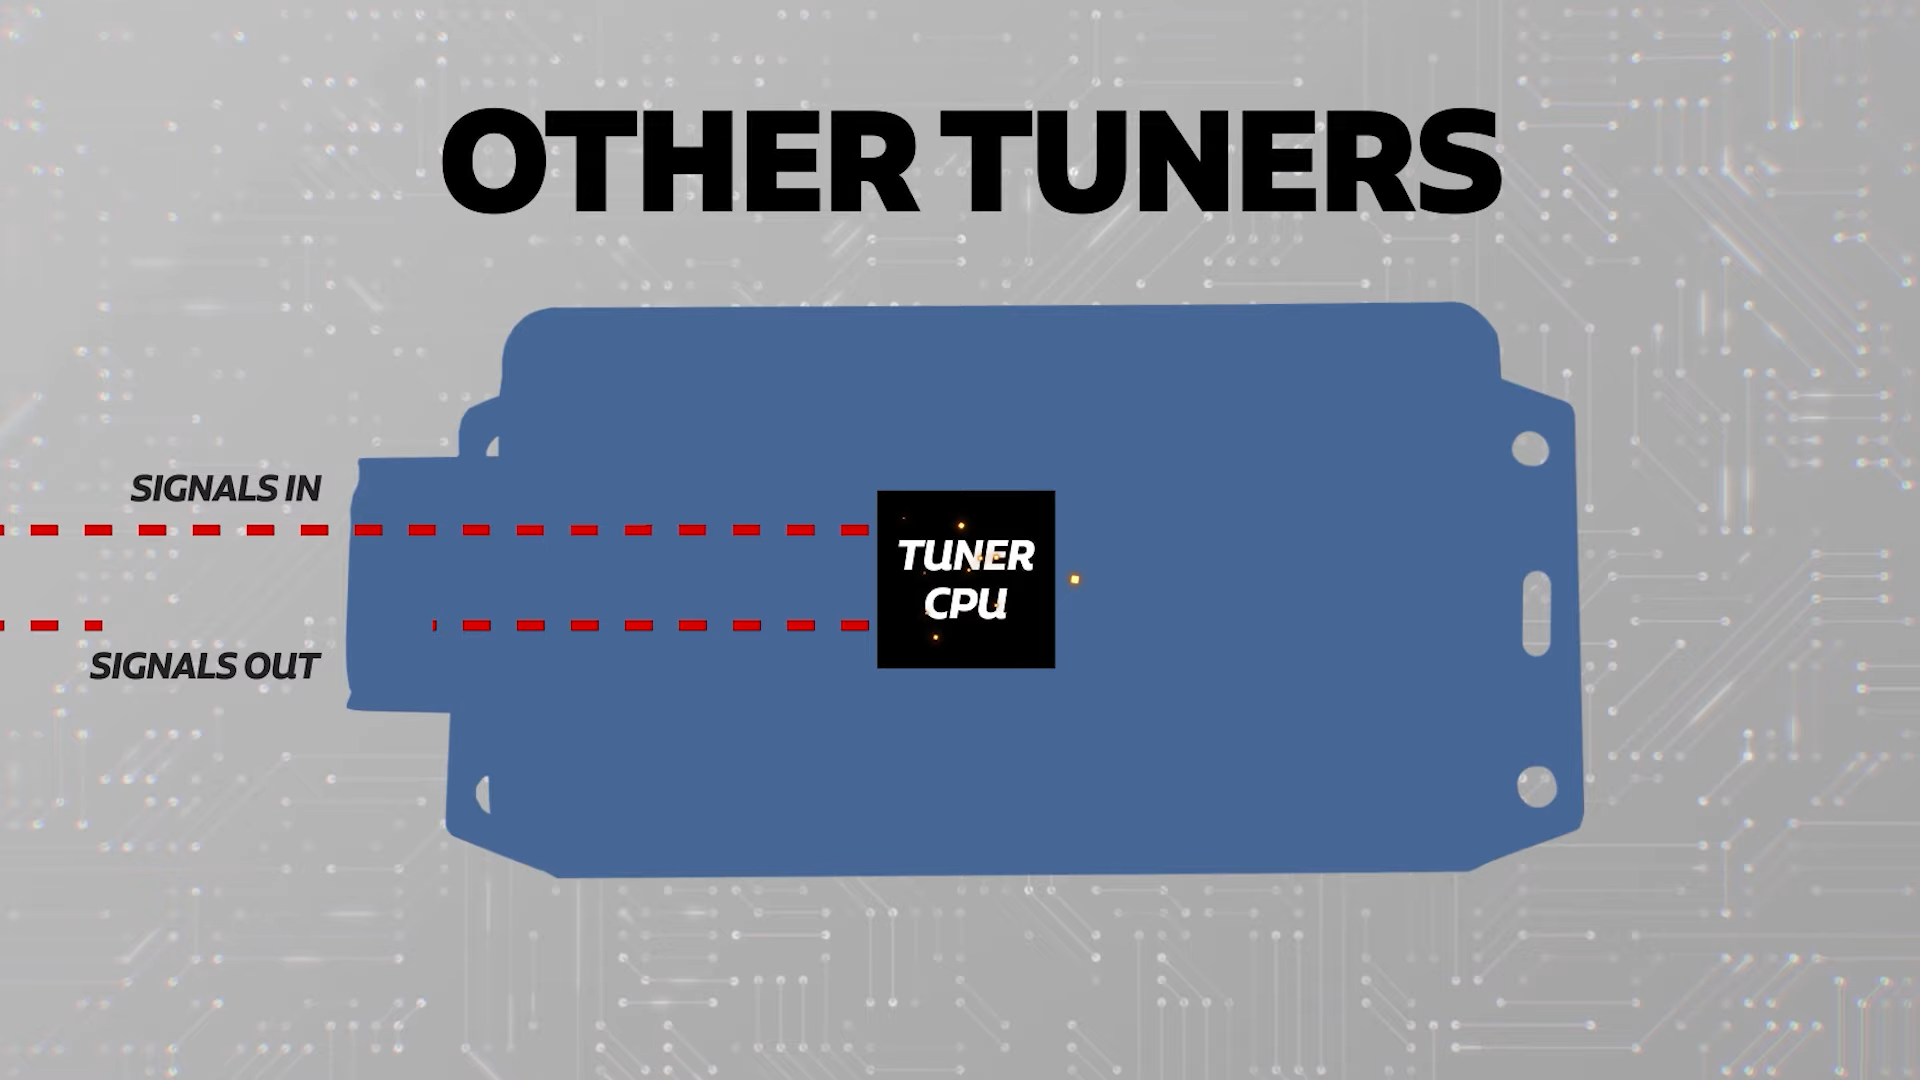 OTHER TUNERS
SIGNALS IN
TUNER
CPU
SIGNALS OUT